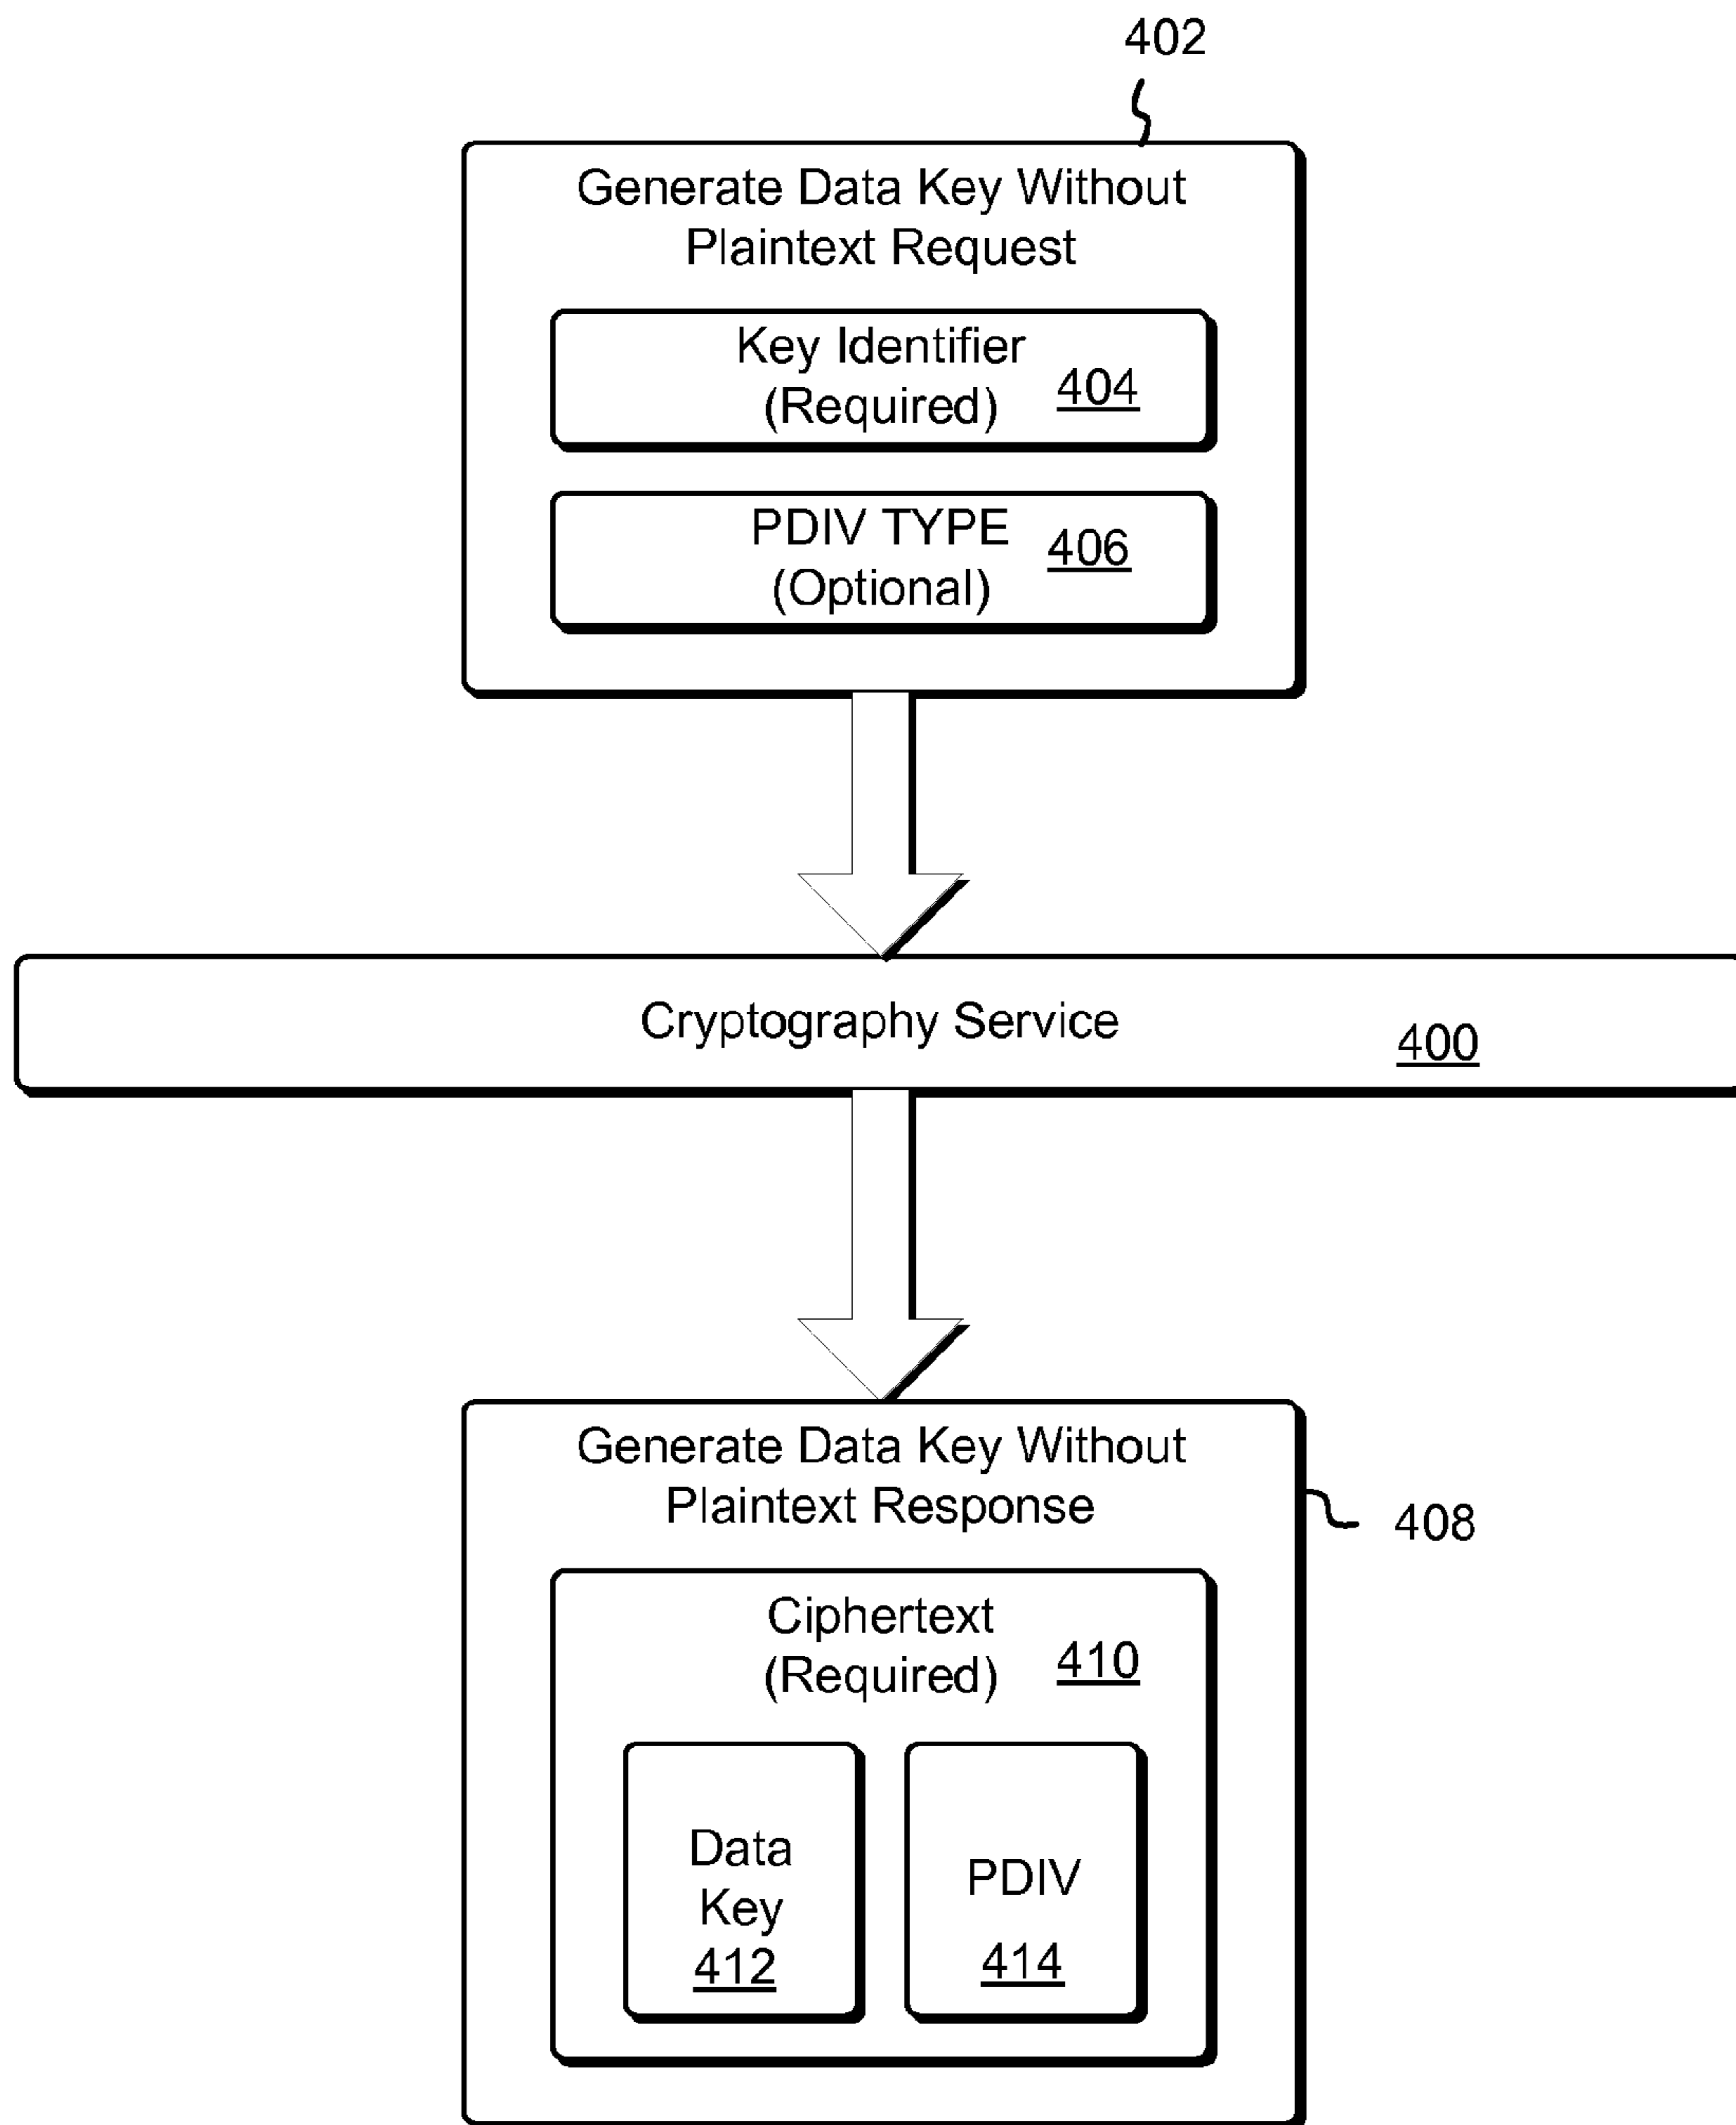 402
Generate Data Key Without
Plaintext Request
Key Identifier
(Required)
404
PDIV TYPE
(Optional)
406
Cryptography Service
400
Generate Data Key Without
Plaintext Response
408
Ciphertext
(Required)
410
Data
Key
412
PDIV
414